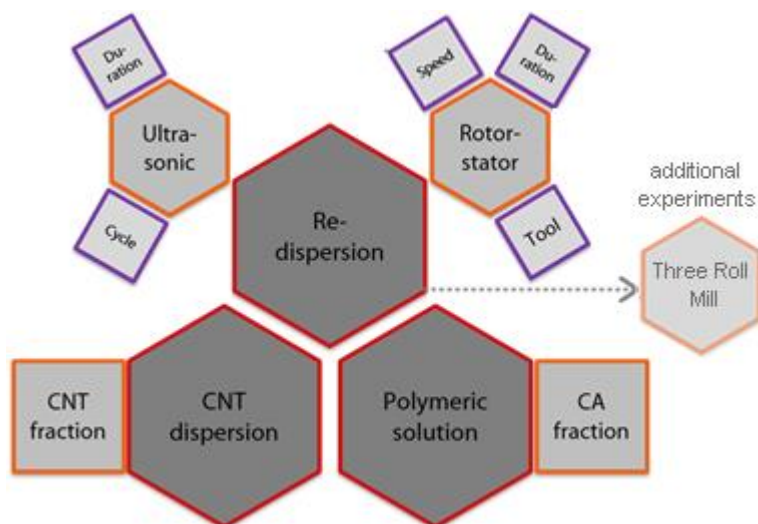 Du-
ration
Ultra-
sonic
Cycle
Speed
Du-
ration
Rotor-
stator
Tool
Re-
dispersion
additional
experiments
Three Roll
Mill
CNT
fraction
CNT
dispersion
Polymeric
solution
CA
fraction